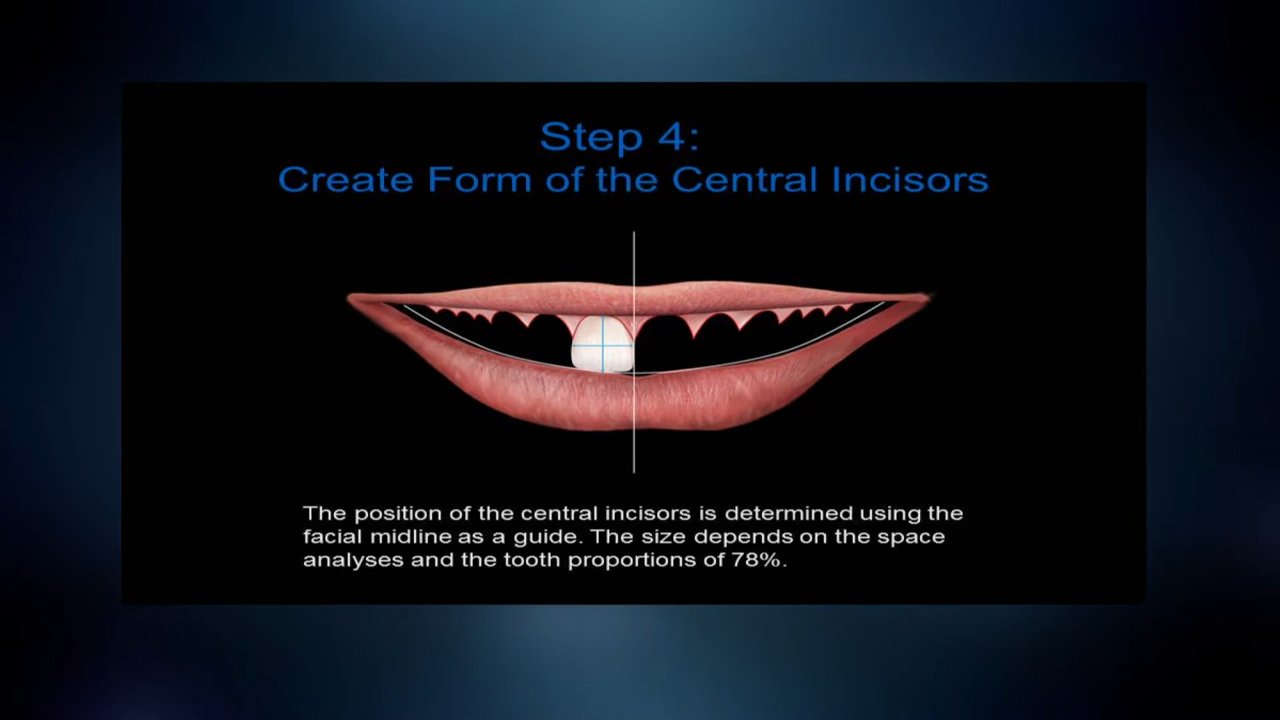 Step 4:
Create Form of the Central Incisors
The position of the central incisors is determined using the
facial midline as a guide. The size depends on the space
analyses and the tooth proportions of 78%.